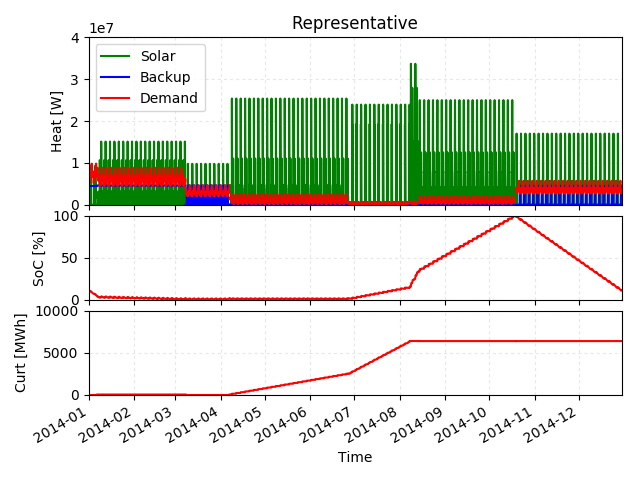 Representative
1e7
Heat [W]
4
3
2
1
0
Solar
Backup
Demand
SoC [%]
100
50
0
Curt [MWh]
10000
5000
0
2014-01
2014-02
2014-03
2014-04
2014-05
2014-06
2014-07
2014-08
2014-09
2014-10
2014-11
2014-12
Time